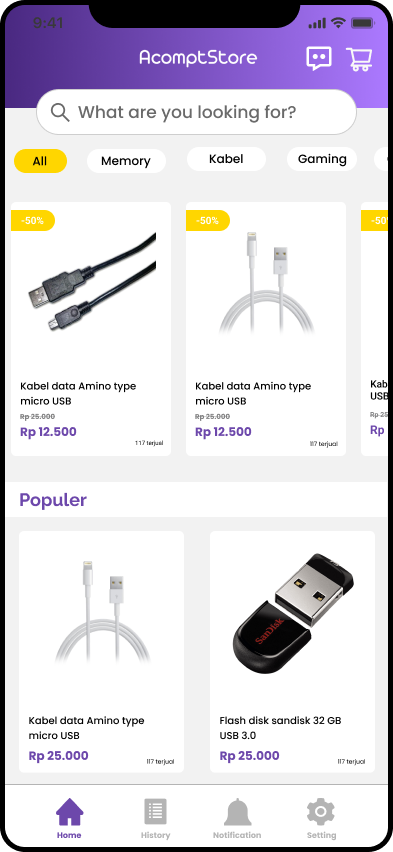 9:41
AcomptStore
What are you looking for?
All
Memory
Kabel
Gaming
-50%
-50%
-50
Kabel data Amino type
micro USB
Rp 25.000
Rp 12.500
117 terjual
Kabel data Amino type
micro USB
Rp 25.000
Rp 12.500
117 terjual
Kab
USB
Rp 25
Rp
Populer
SanDisk
Kabel data Amino type
micro USB
Rp 25.000
117 terjual
Flash disk sandisk 32 GB
USB 3.0
Rp 25.000
117 terjual
Home
History
Notification
Setting